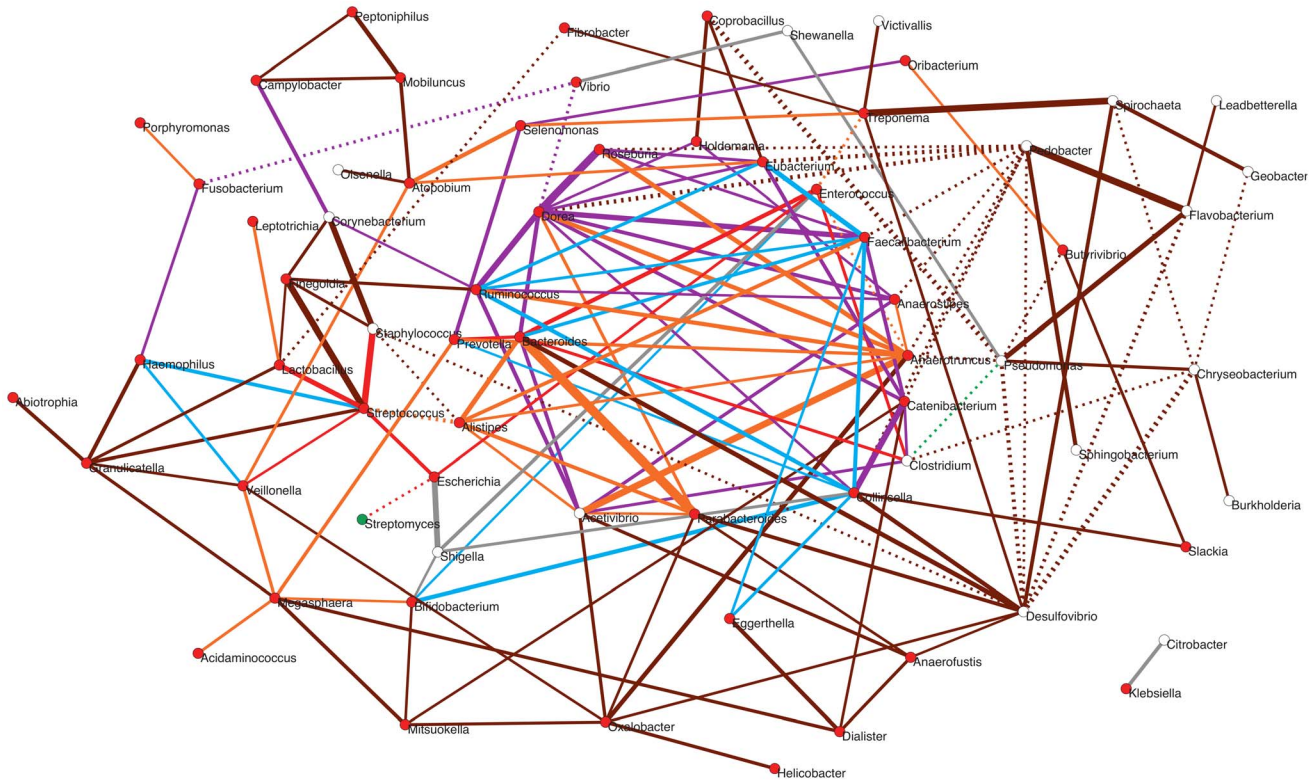 Peptoniphilus
Coprobacillus
Fibrobacter
Shewanella
Victivallis
Oribacterium
Campylobacter
Mobiluncus
Vibrio
Spirochaeta
Leadbetterella
Treponema
Porphyromonas
Selenomonas
Roseburia
Holdemania
Pedobacter
Eubacterium
Olsenella
Geobacter
Fusobacterium
Atopobium
Enterococcus
Leptotrichia
Corynebacterium
Dorea
Flavobacterium
Faecalibacterium
Butyrivibrio
Finegoldia
Ruminococcus
Anaerostipes
Staphylococcus
Prevotella
Bacteroides
Haemophilus
Lactobacillus
Anaerotruncus
Pseudomonas
Chryseobacterium
Abiotrophia
Streptococcus
Alistipes
Catenibacterium
Sphingobacterium
Granulicatella
Clostridium
Escherichia
Veillonella
Collinsella
Burkholderia
Streptomyces
Acetivibrio
Parabacteroides
Shigella
Slackia
Megasphaera
Bifidobacterium
Eggerthella
Desulfovibrio
Citrobacter
Acidaminococcus
Anaerofustis
Klebsiella
Mitsuokella
Oxalobacter
Dialister
Helicobacter